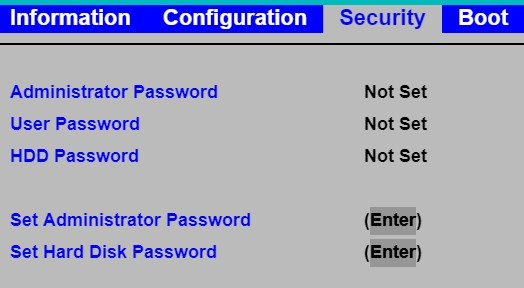 Information Configuration Security Boot
Administrator Password Not Set
User Password Not Set
HDD Password Not Set
Set Administrator Password (Enter)
Set Hard Disk Password (Enter)